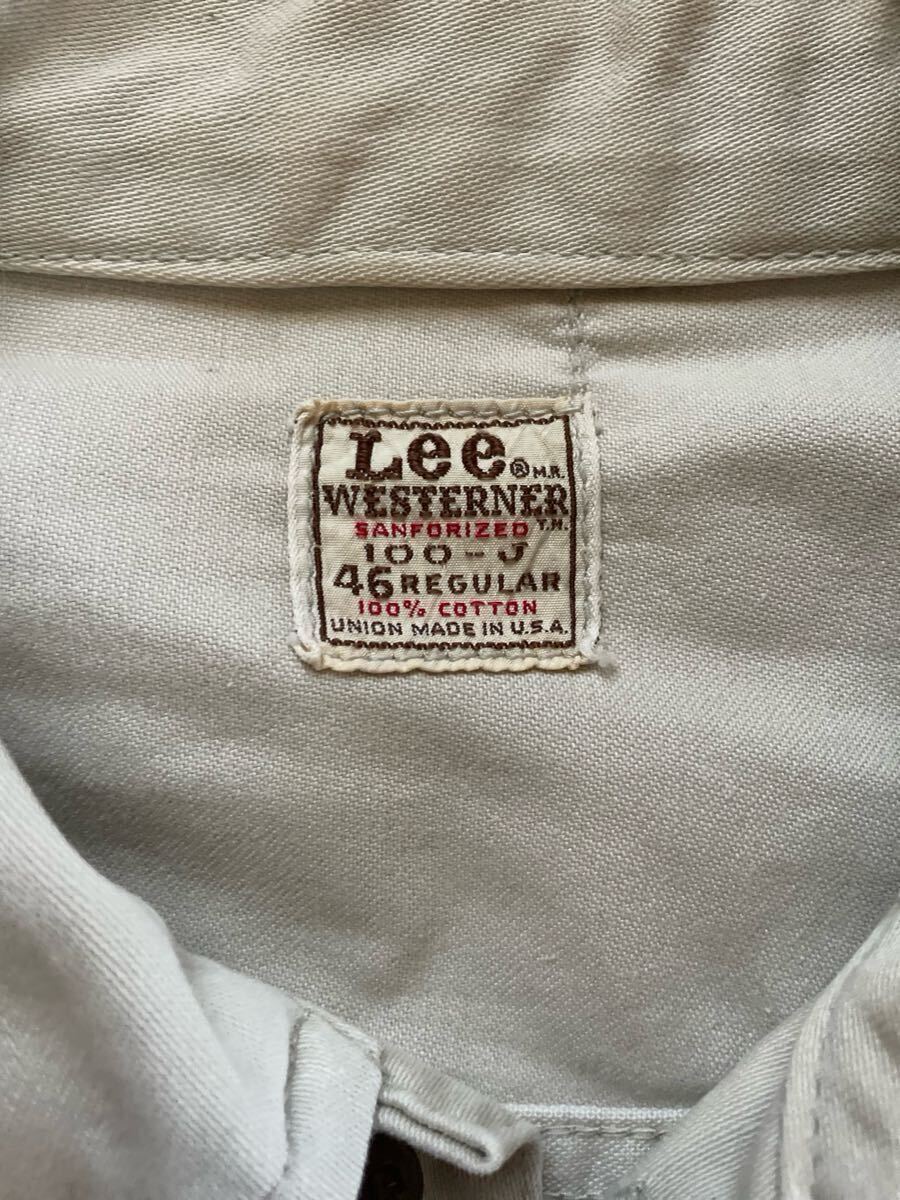 Lee® M.R.
WESTERNER
SANFORIZED T.M.
100-J
46 REGULAR
100% COTTON
UNION MADE IN U.S.A.